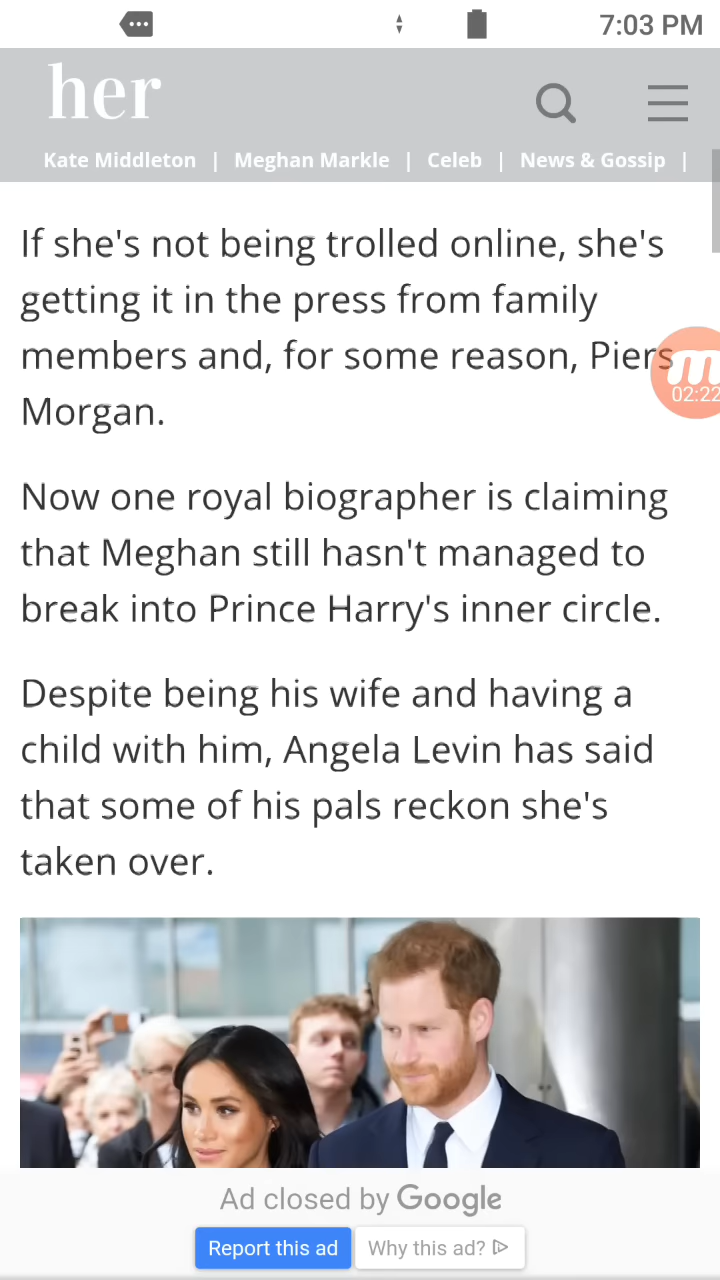 7:03 PM
her
Kate Middleton | Meghan Markle | Celeb | News & Gossip |
If she's not being trolled online, she's
getting it in the press from family
members and, for some reason, Piers
Morgan.
m
02:22
Now one royal biographer is claiming
that Meghan still hasn't managed to
break into Prince Harry's inner circle.
Despite being his wife and having a
child with him, Angela Levin has said
that some of his pals reckon she's
taken over.
Ad closed by Google
Report this ad
Why this ad?